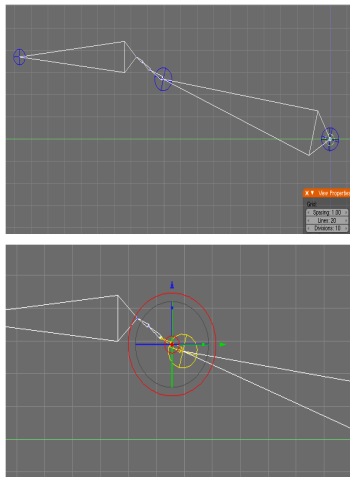 X ▼ View Properties
Grid:
Spacing: 1.00
Lines: 20
Divisions: 10